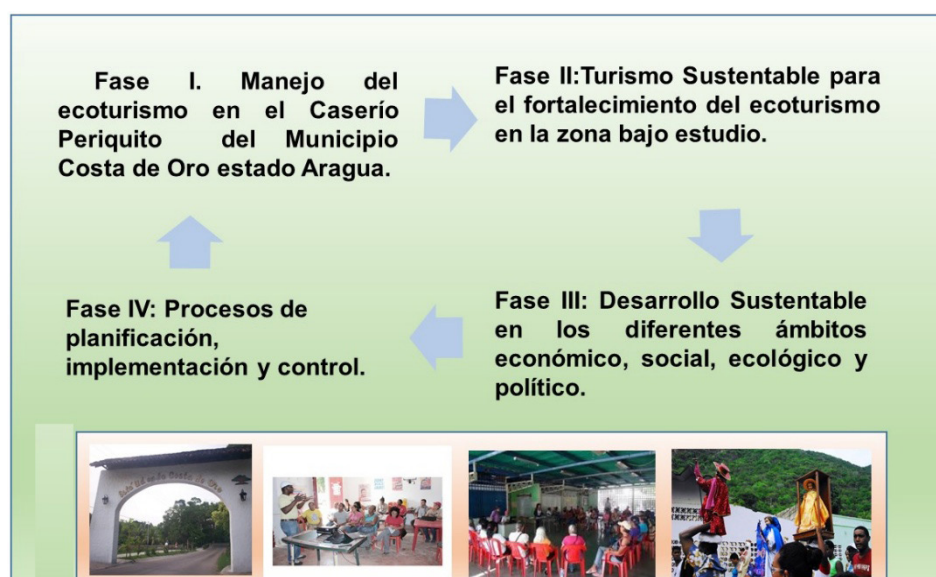 Fase I. Manejo del
ecoturismo en el Caserío
Periquito del Municipio
Costa de Oro estado Aragua.
Fase II:Turismo Sustentable para
el fortalecimiento del ecoturismo
en la zona bajo estudio.
Fase III: Desarrollo Sustentable
en los diferentes ámbitos
económico, social, ecológico y
político.
Fase IV: Procesos de
planificación,
implementación y control.